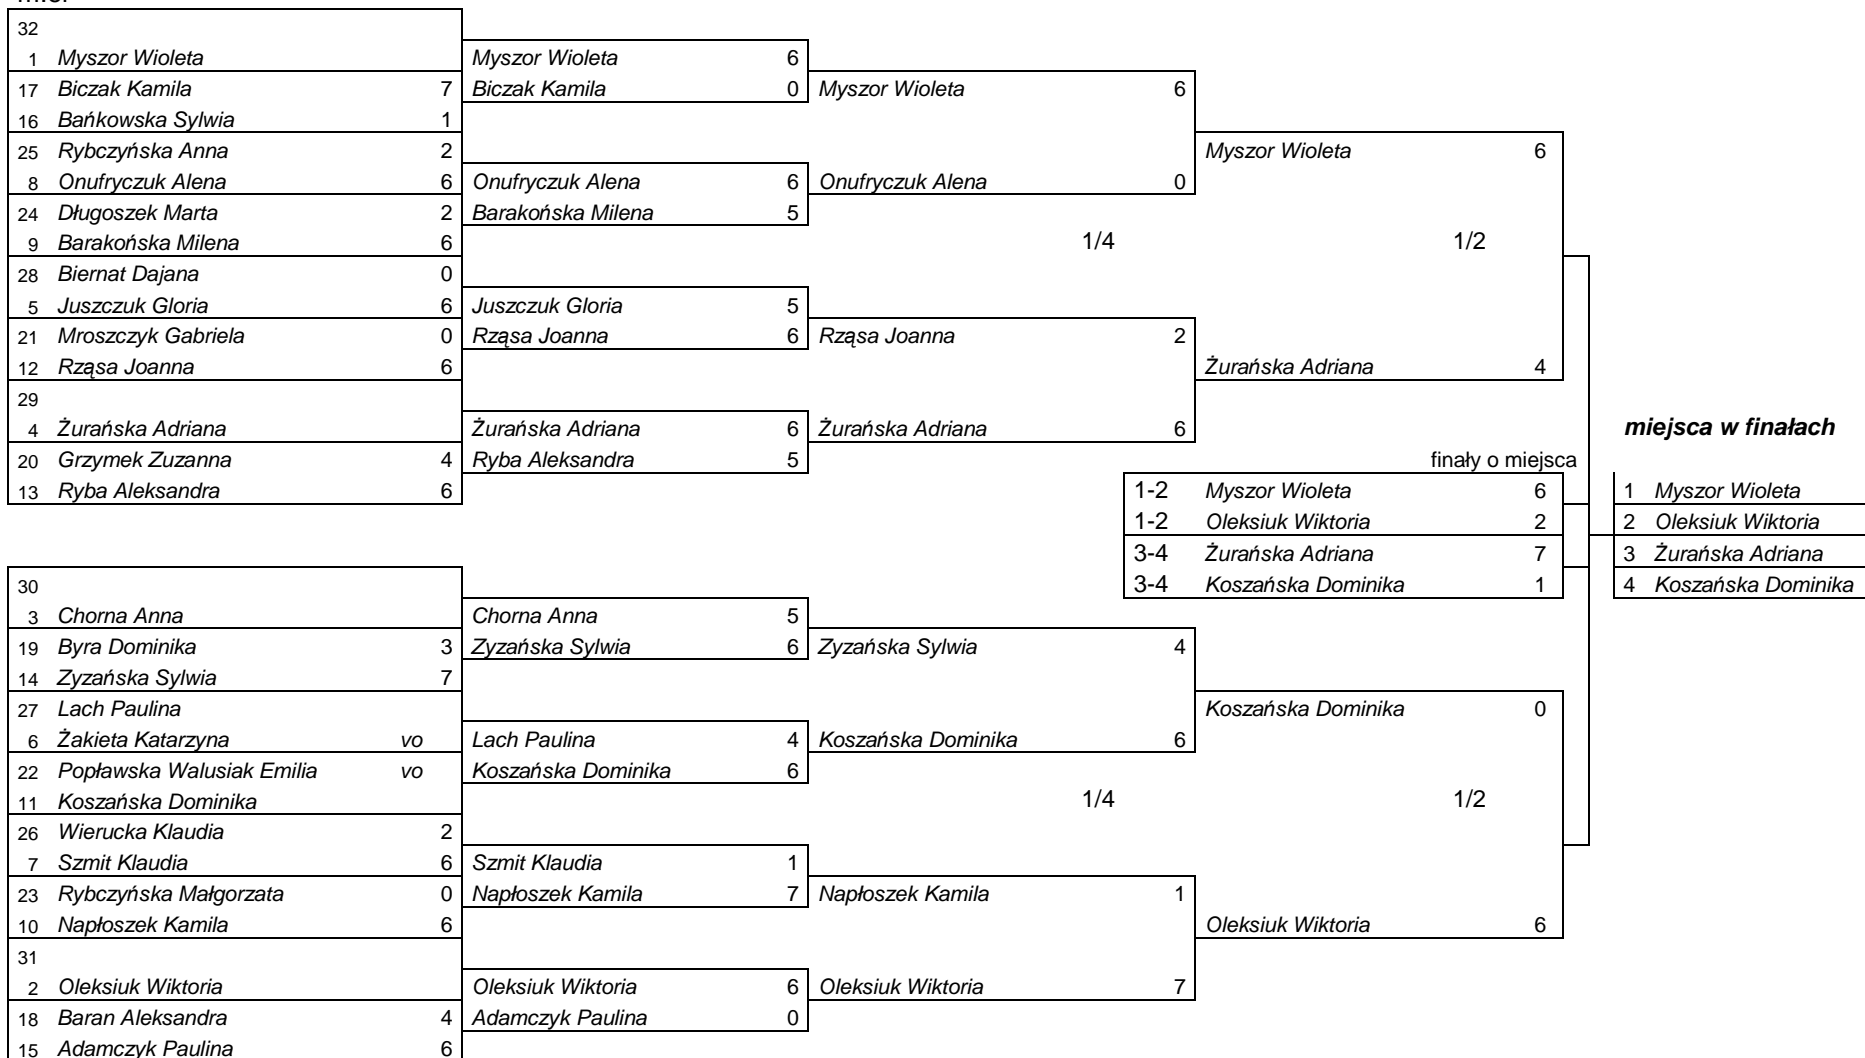 32
1 Myszor Wioleta Myszor Wioleta 6
17 Biczak Kamila 7 Biczak Kamila 0 Myszor Wioleta 6
16 Bańkowska Sylwia 1
25 Rybczyńska Anna 2 Myszor Wioleta 6
8 Onufryczuk Alena 6 Onufryczuk Alena 6 Onufryczuk Alena 0
24 Długoszek Marta 2 Barakońska Milena 5
9 Barakońska Milena 6 1/4 1/2
28 Biernat Dajana 0
5 Juszczuk Gloria 6 Juszczuk Gloria 5
21 Mroszczyk Gabriela 0 Rząsa Joanna 6 Rząsa Joanna 2
12 Rząsa Joanna 6 Żurańska Adriana 4
29
4 Żurańska Adriana Żurańska Adriana 6 Żurańska Adriana 6 miejsca w finałach
20 Grzymek Zuzanna 4 Ryba Aleksandra 5 finały o miejsca
13 Ryba Aleksandra 6 1-2 Myszor Wioleta 6 1 Myszor Wioleta
1-2 Oleksiuk Wiktoria 2 2 Oleksiuk Wiktoria
3-4 Żurańska Adriana 7 3 Żurańska Adriana
30 3-4 Koszańska Dominika 1 4 Koszańska Dominika
3 Chorna Anna Chorna Anna 5
19 Byra Dominika 3 Zyzańska Sylwia 6 Zyzańska Sylwia 4
14 Zyzańska Sylwia 7
27 Lach Paulina Koszańska Dominika 0
6 Żakieta Katarzyna vo Lach Paulina 4 Koszańska Dominika 6
22 Popławska Walusiak Emilia vo Koszańska Dominika 6
11 Koszańska Dominika 1/4 1/2
26 Wierucka Klaudia 2
7 Szmit Klaudia 6 Szmit Klaudia 1
23 Rybczyńska Małgorzata 0 Napłoszek Kamila 7 Napłoszek Kamila 1
10 Napłoszek Kamila 6 Oleksiuk Wiktoria 6
31
2 Oleksiuk Wiktoria Oleksiuk Wiktoria 6 Oleksiuk Wiktoria 7
18 Baran Aleksandra 4 Adamczyk Paulina 0
15 Adamczyk Paulina 6